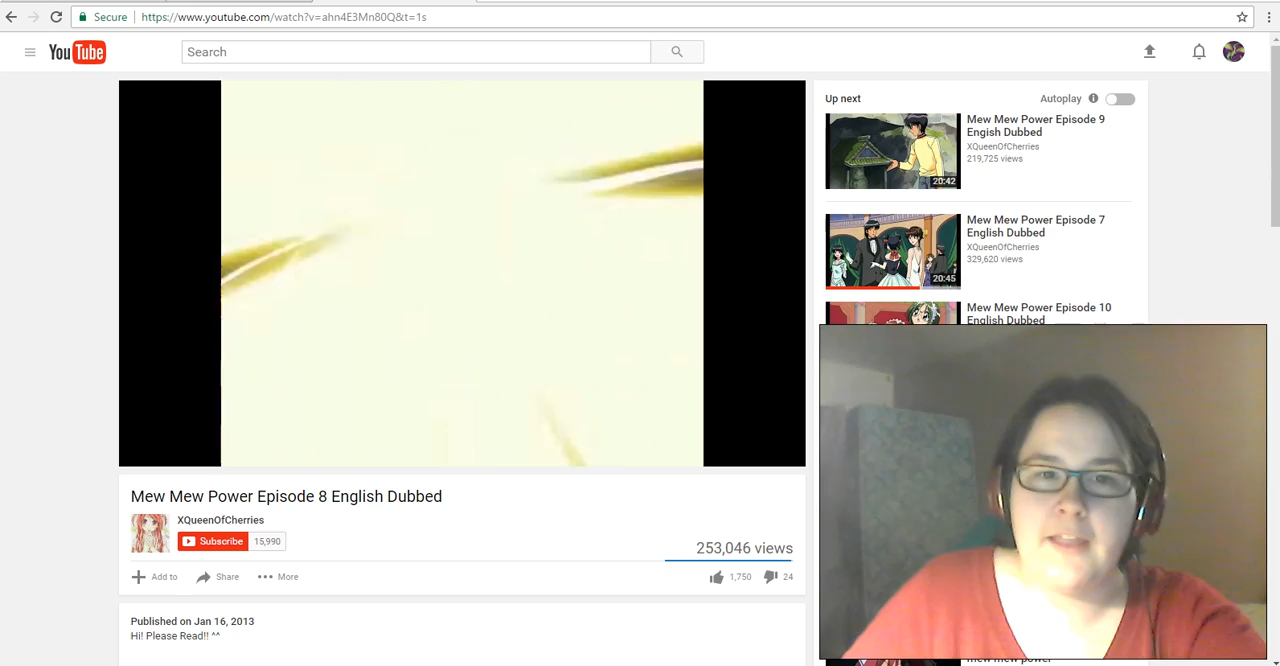 Secure
https://www.youtube.com/watch?v=ahn4E3Mn80Q&t=1s
YouTube
Search
Up next
Autoplay
Mew Mew Power Episode 9
Engish Dubbed
XQueenOfCherries
219,725 views
20:42
Mew Mew Power Episode 7
English Dubbed
XQueenOfCherries
329,620 views
20:45
Mew Mew Power Episode 10
English Dubbed
Mew Mew Power Episode 8 English Dubbed
XQueenOfCherries
Subscribe 15,990
253,046 views
Add to
Share
More
1,750
24
Published on Jan 16, 2013
Hi! Please Read!! ^^
mew mew power